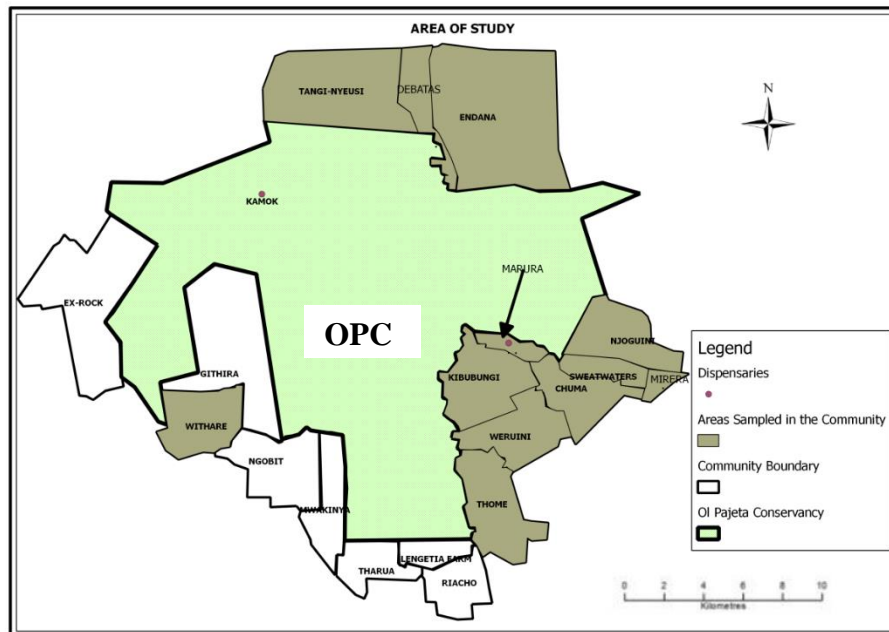 AREA OF STUDY
N
TANGI-NYEUSI
DEBATAS
ENDANA
KAMOK
MARURA
EX-ROCK
OPC
NJOGUINI
GITHIRA
KIBUBUNGI
SWEATWATERS
MIRERA
CHUMA
WITHARE
WERUINI
NGOBIT
THOME
MWAKINYA
LENGETIA FARM
THARUA
RIACHO
Legend
Dispensaries
Areas Sampled in the Community
Community Boundary
Ol Pajeta Conservancy
0 2 4 6 8 10
Kilometres